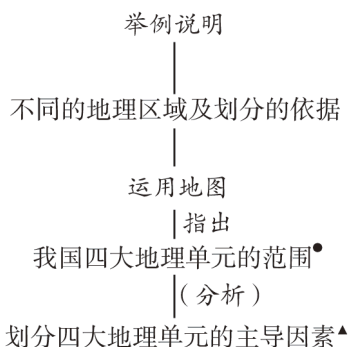 举例说明
不同的地理区域及划分的依据
运用地图
指出
我国四大地理单元的范围●
(分析)
划分四大地理单元的主导因素▲